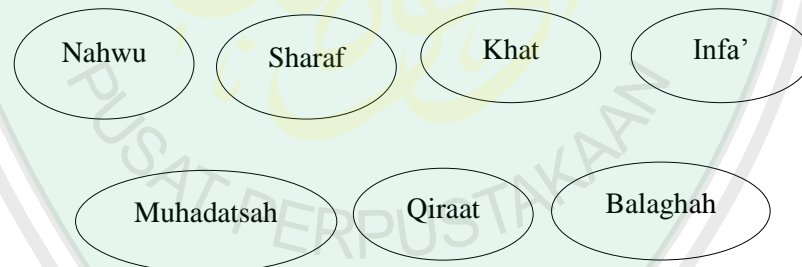 Nahwu Sharaf Khat Infa’
Muhadatsah Qiraat Balaghah
PUSAT PERPUSTAKAAN